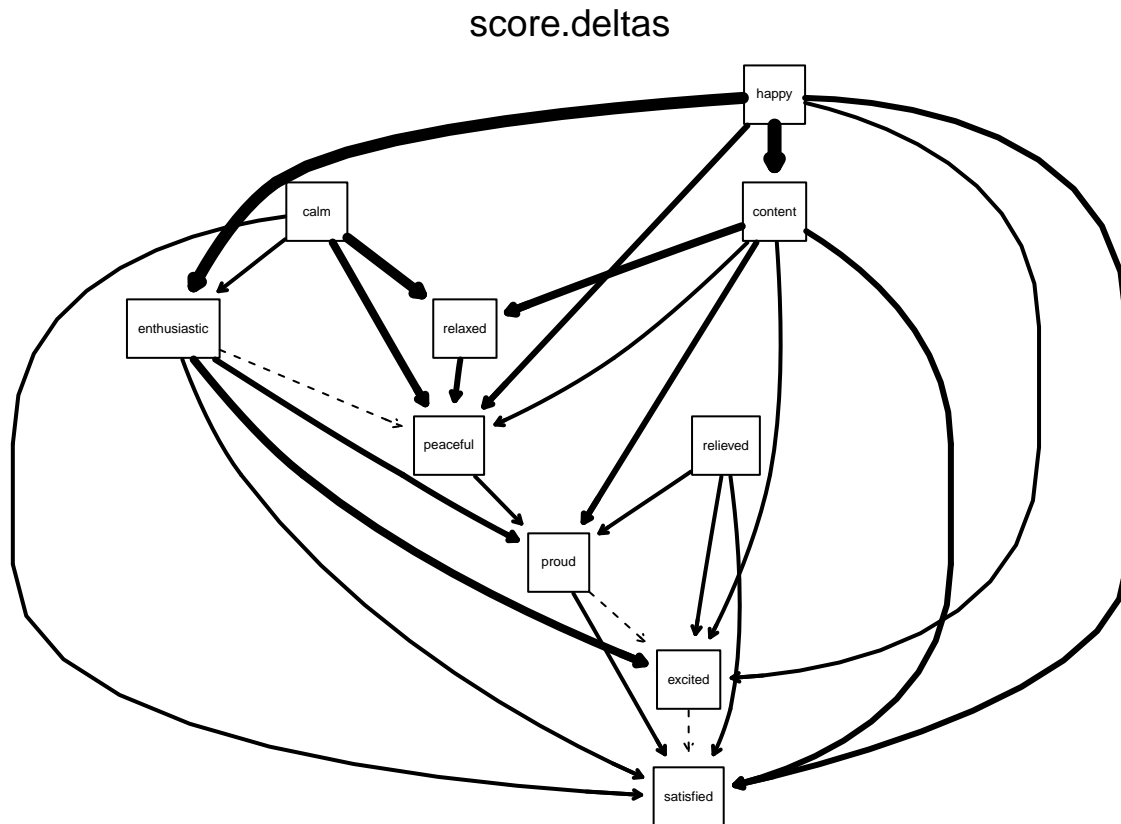 score.deltas
happy
calm
content
enthusiastic
relaxed
peaceful
relieved
proud
excited
satisfied